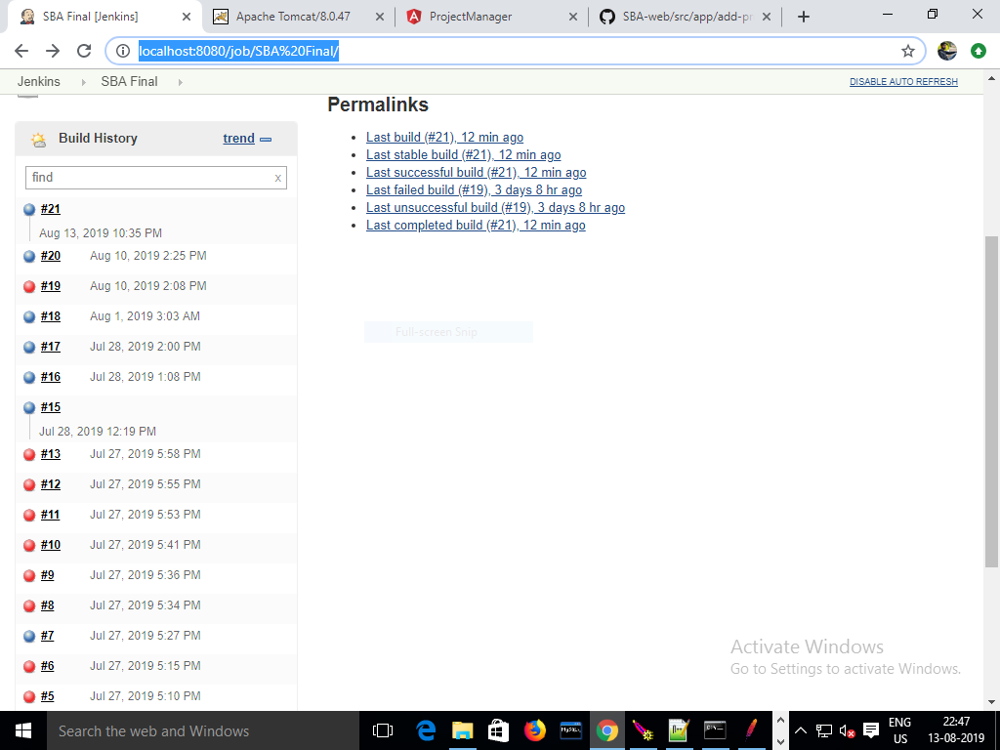 SBA Final [Jenkins]
Apache Tomcat/8.0.47
ProjectManager
SBA-web/src/app/add-pr
localhost:8080/job/SBA%20Final/
Jenkins
SBA Final
DISABLE AUTO REFRESH
Permalinks
Last build (#21), 12 min ago
Last stable build (#21), 12 min ago
Last successful build (#21), 12 min ago
Last failed build (#19), 3 days 8 hr ago
Last unsuccessful build (#19), 3 days 8 hr ago
Last completed build (#21), 12 min ago
Build History
trend
find
x
#21
Aug 13, 2019 10:35 PM
#20 Aug 10, 2019 2:25 PM
#19 Aug 10, 2019 2:08 PM
#18 Aug 1, 2019 3:03 AM
#17 Jul 28, 2019 2:00 PM
#16 Jul 28, 2019 1:08 PM
#15
Jul 28, 2019 12:19 PM
#13 Jul 27, 2019 5:58 PM
#12 Jul 27, 2019 5:55 PM
#11 Jul 27, 2019 5:53 PM
#10 Jul 27, 2019 5:41 PM
#9 Jul 27, 2019 5:36 PM
#8 Jul 27, 2019 5:34 PM
#7 Jul 27, 2019 5:27 PM
#6 Jul 27, 2019 5:15 PM
#5 Jul 27, 2019 5:10 PM
Full-screen Snip
Activate Windows
Go to Settings to activate Windows.
Search the web and Windows
MySQL
ENG
US
22:47
13-08-2019